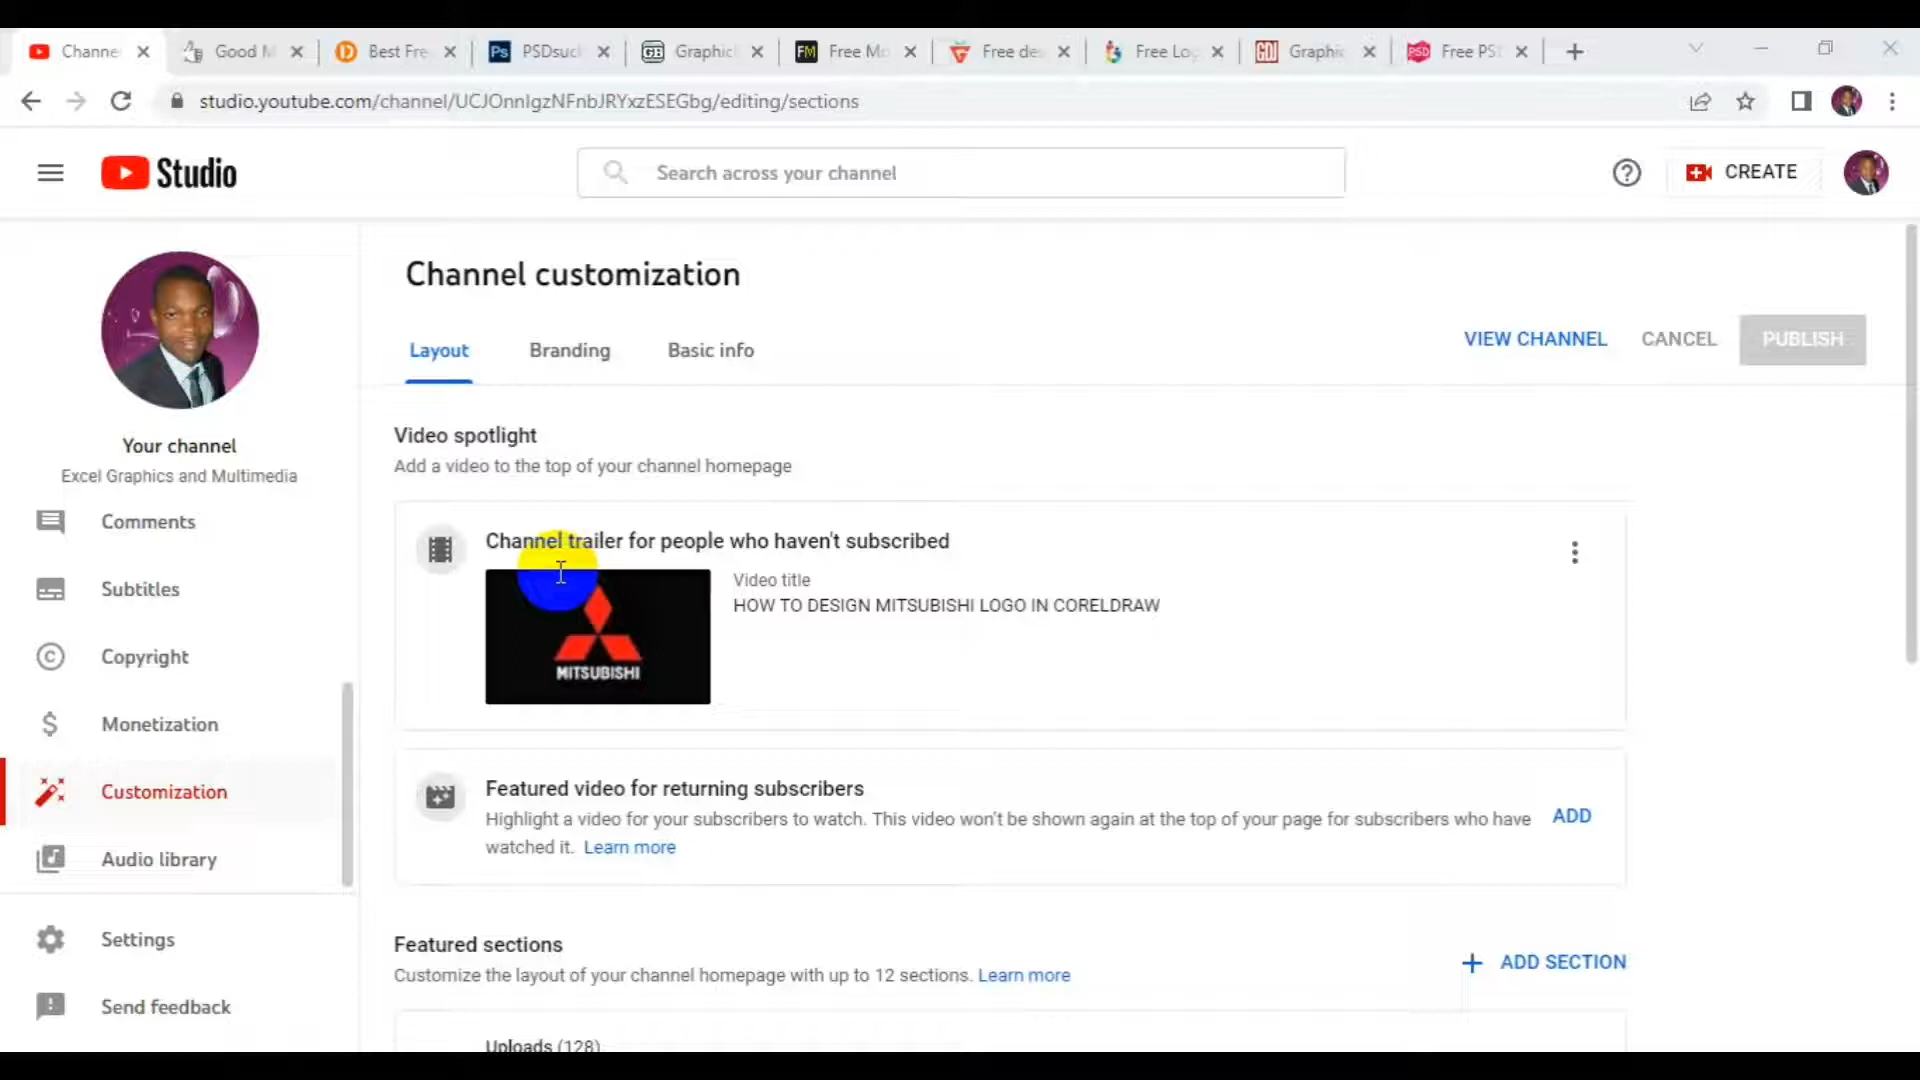 Channe
Good M
Best Fre
PSDsuc
Graphic
Free Mo
Free des
Free Log
Graphic
Free PS
studio.youtube.com/channel/UCJOnnIgzNFnbJRYxzESEGbg/editing/sections
Studio
Search across your channel
CREATE
Channel customization
Layout
Branding
Basic info
VIEW CHANNEL
CANCEL
PUBLISH
Your channel
Excel Graphics and Multimedia
Comments
Subtitles
Copyright
Monetization
Customization
Audio library
Settings
Send feedback
Video spotlight
Add a video to the top of your channel homepage
Channel trailer for people who haven't subscribed
Video title
HOW TO DESIGN MITSUBISHI LOGO IN CORELDRAW
MITSUBISHI
Featured video for returning subscribers
Highlight a video for your subscribers to watch. This video won't be shown again at the top of your page for subscribers who have
watched it. Learn more
ADD
Featured sections
Customize the layout of your channel homepage with up to 12 sections. Learn more
ADD SECTION
Uploads (128)